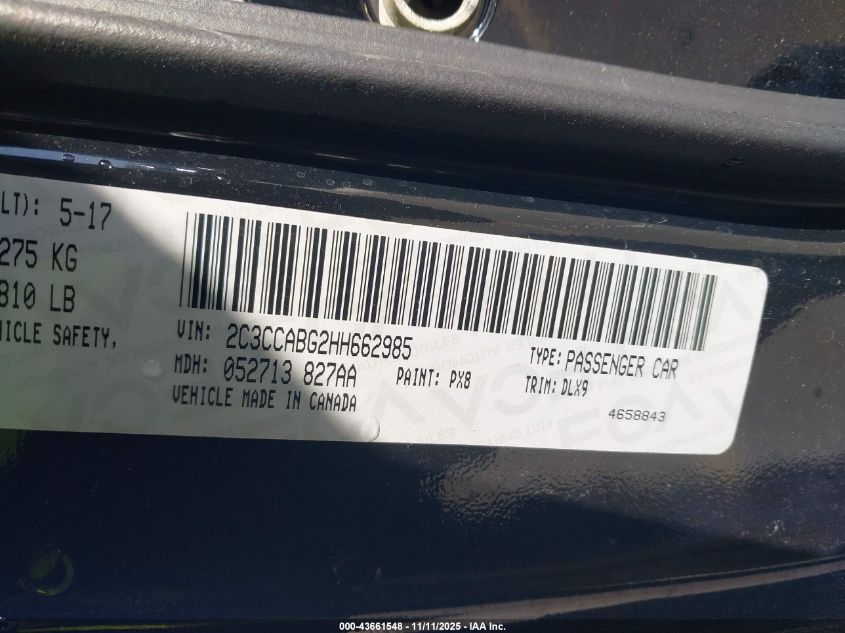 LT): 5-17
275 KG
810 LB
HICLE SAFETY,
VIN: 2C3CCABG2HH662985
TYPE: PASSENGER CAR
MDH: 052713 827AA
PAINT: PX8
TRIM: DLX9
VEHICLE MADE IN CANADA
4658843
000-43661548 - 11/11/2025 - IAA Inc.